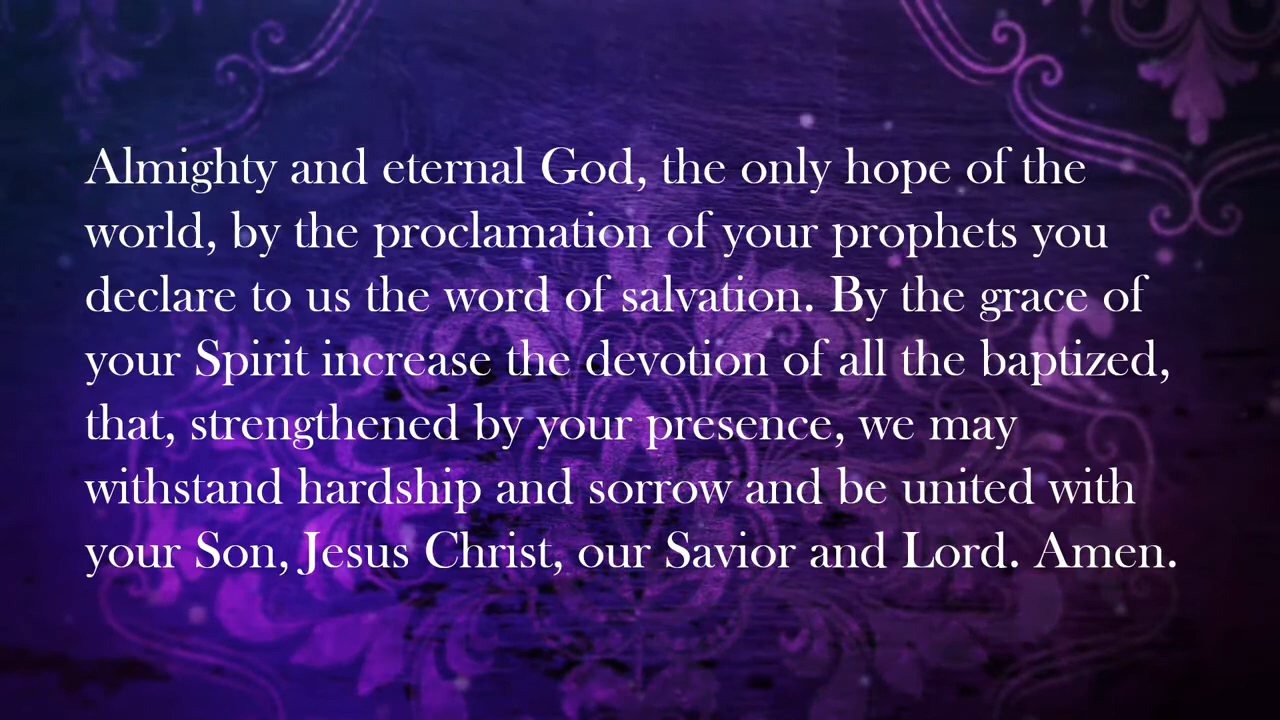 Almighty and eternal God, the only hope of the
world, by the proclamation of your prophets you
declare to us the word of salvation. By the grace of
your Spirit increase the devotion of all the baptized,
that, strengthened by your presence, we may
withstand hardship and sorrow and be united with
your Son, Jesus Christ, our Savior and Lord. Amen.